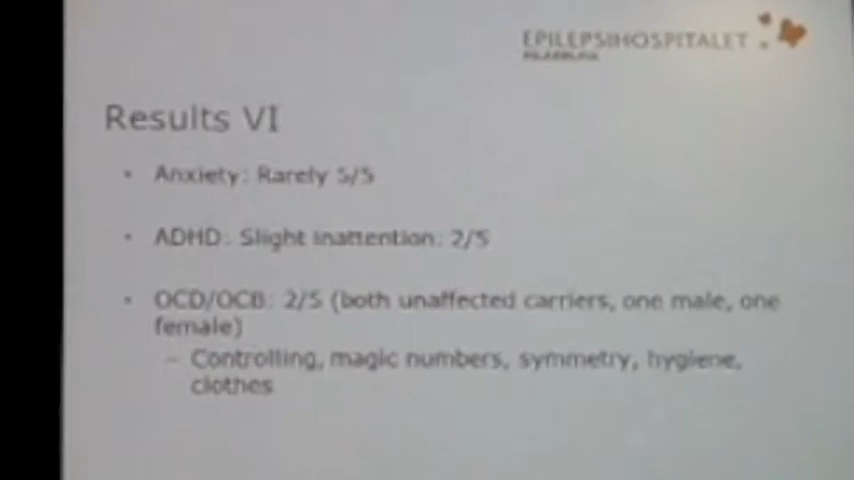 EPILEPSIHOSPITALET
PHILADELPHIA
Results VI
• Anxiety: Rarely 5/5
• ADHD: Slight inattention: 2/5
• OCD/OCB: 2/5 (both unaffected carriers, one male, one
female)
– Controlling, magic numbers, symmetry, hygiene,
clothes